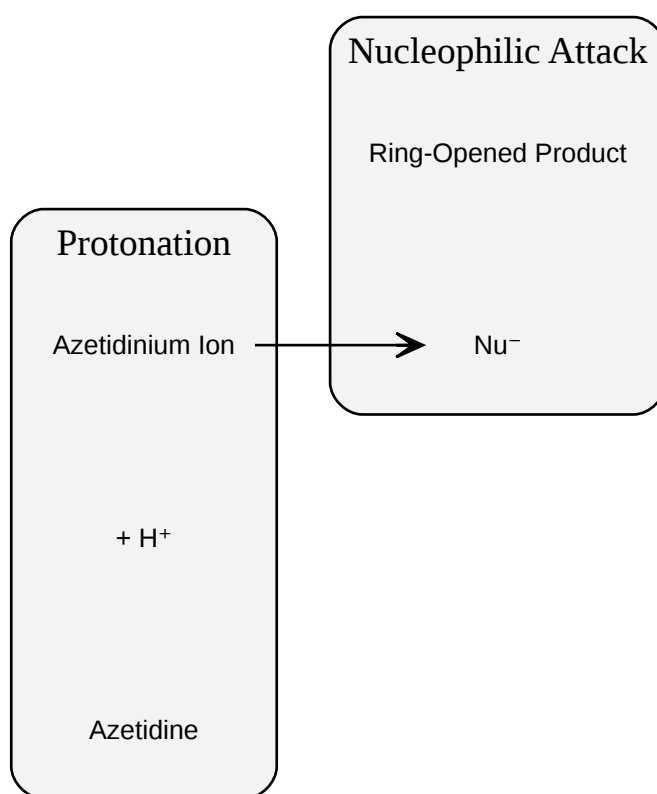 Nucleophilic Attack
Ring-Opened Product
Protonation
Azetidinium Ion
Nu⁻
+ H⁺
Azetidine